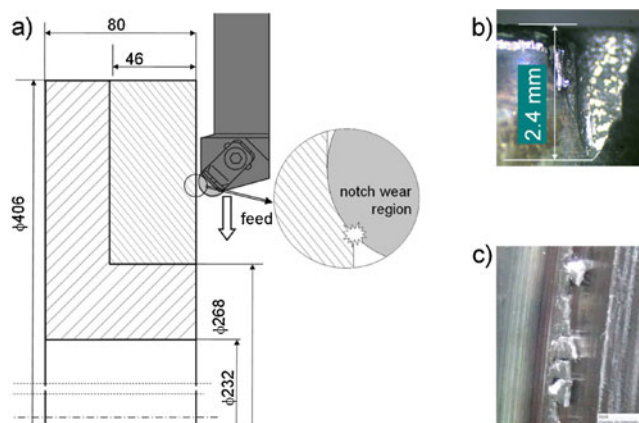 a)
80
46
ϕ406
feed
notch wear
region
ϕ268
ϕ232
b)
2.4 mm
c)